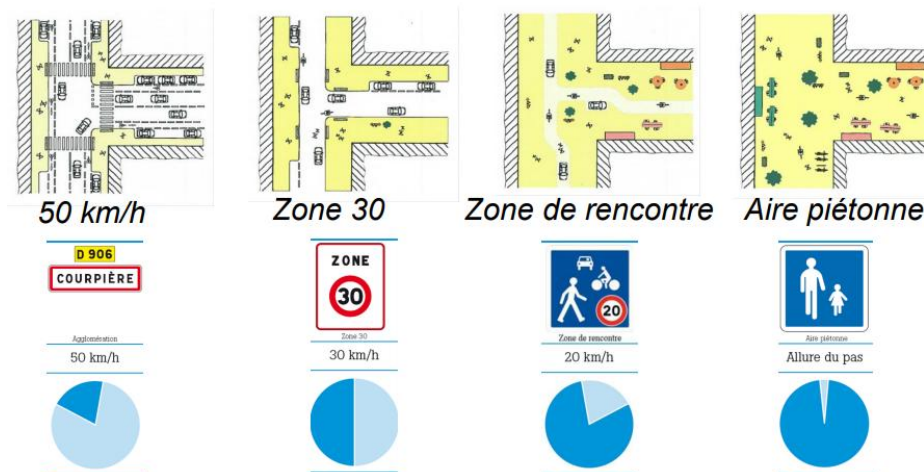 50 km/h
Zone 30
Zone de rencontre
Aire piétonne
D 906
COURPIÈRE
Agglomération
50 km/h
ZONE
30
Zone 30
30 km/h
20
Zone de rencontre
20 km/h
Aire piétonne
Allure du pas